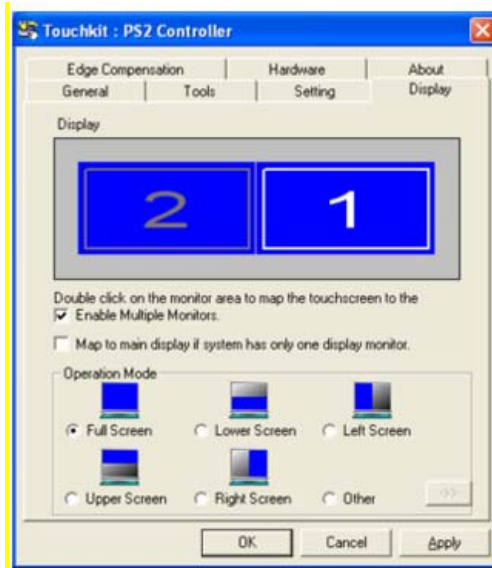 Touchkit : PS2 Controller
Edge Compensation Hardware About
General Tools Setting Display
Display
2 1
Double click on the monitor area to map the touchscreen to the
Enable Multiple Monitors.
Map to main display if system has only one display monitor.
Operation Mode
Full Screen Lower Screen Left Screen
Upper Screen Right Screen Other >>
OK Cancel Apply